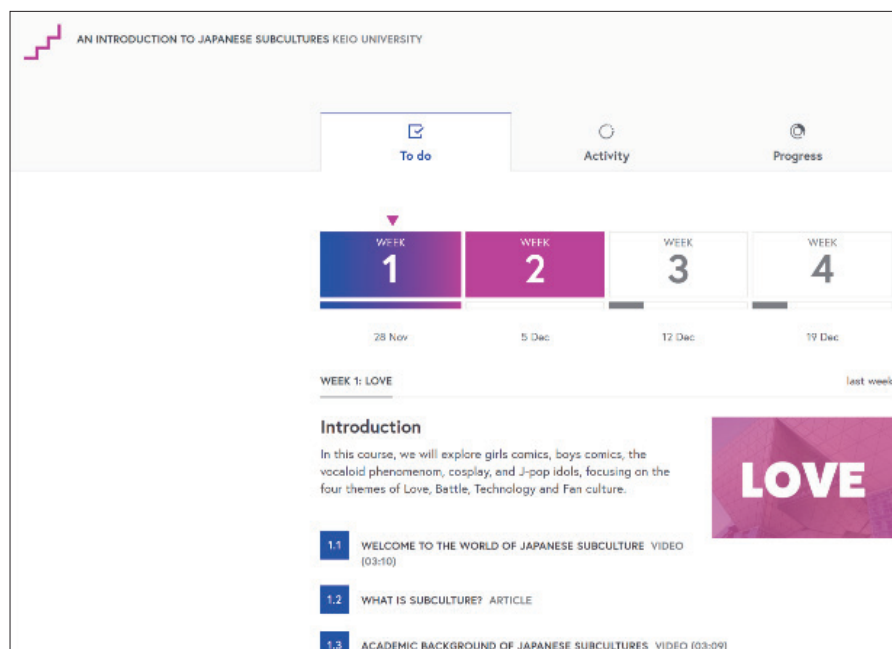 AN INTRODUCTION TO JAPANESE SUBCULTURES KEIO UNIVERSITY
To do
Activity
Progress
WEEK
1
WEEK
2
WEEK
3
WEEK
4
28 Nov
5 Dec
12 Dec
19 Dec
WEEK 1: LOVE
last week
Introduction
In this course, we will explore girls comics, boys comics, the
vocaloid phenomenom, cosplay, and J-pop idols, focusing on the
four themes of Love, Battle, Technology and Fan culture.
LOVE
1.1 WELCOME TO THE WORLD OF JAPANESE SUBCULTURE VIDEO
(03:10)
1.2 WHAT IS SUBCULTURE? ARTICLE
1.3 ACADEMIC BACKGROUND OF JAPANESE SUBCULTURES VIDEO (03:09)